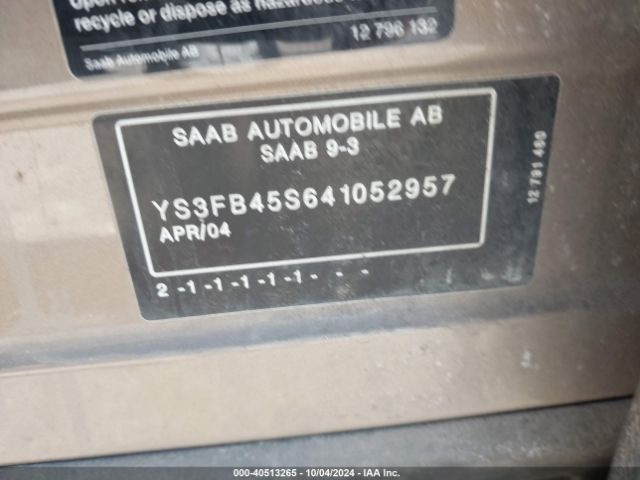 recycle or dispose as hazardous
12 796 132
Saab Automobile AB
SAAB AUTOMOBILE AB
SAAB 9-3
YS3FB45S641052957
APR/04
2 -1-1-1-1-1- - -
12 791 469
000-40513265 - 10/04/2024 - IAA Inc.